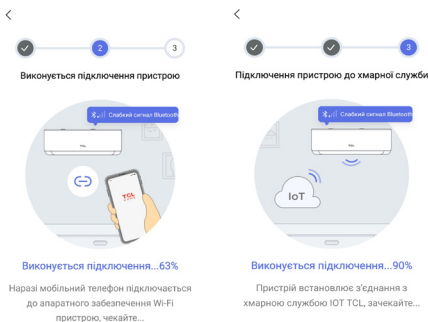 2
3
Виконується підключення пристрою
Слабкий сигнал Bluetooth
TCL
TCL
Виконується підключення...63%
Наразі мобільний телефон підключається
до апаратного забезпечення Wi-Fi
пристрою, чекайте...
3
Підключення пристрою до хмарної служби
Слабкий сигнал Bluetooth
TCL
IoT
Виконується підключення...90%
Пристрій встановлює з'єднання з
хмарною службою IOT TCL, зачекайте...